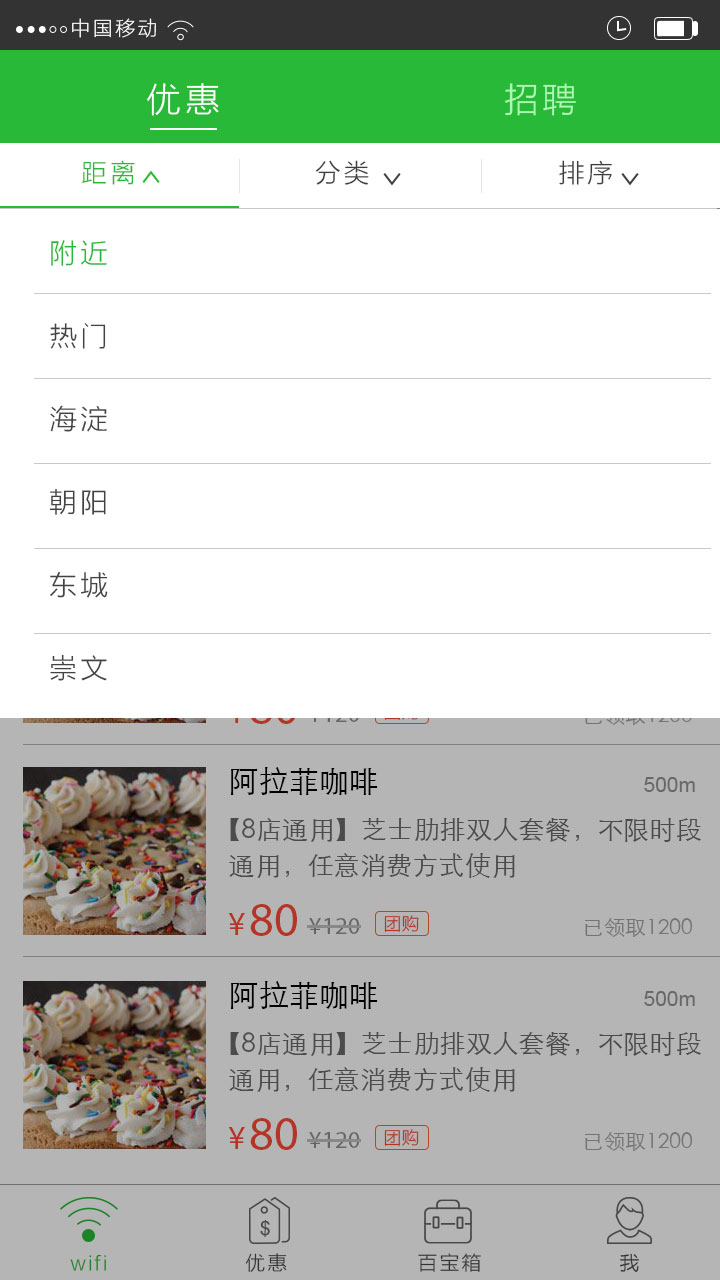 中国移动
优惠 招聘
距离 分类 排序
附近
热门
海淀
朝阳
东城
崇文
阿拉菲咖啡 500m
【8店通用】芝士肋排双人套餐，不限时段
通用，任意消费方式使用
¥80 ¥120 团购 已领取1200
阿拉菲咖啡 500m
【8店通用】芝士肋排双人套餐，不限时段
通用，任意消费方式使用
¥80 ¥120 团购 已领取1200
wifi 优惠 百宝箱 我